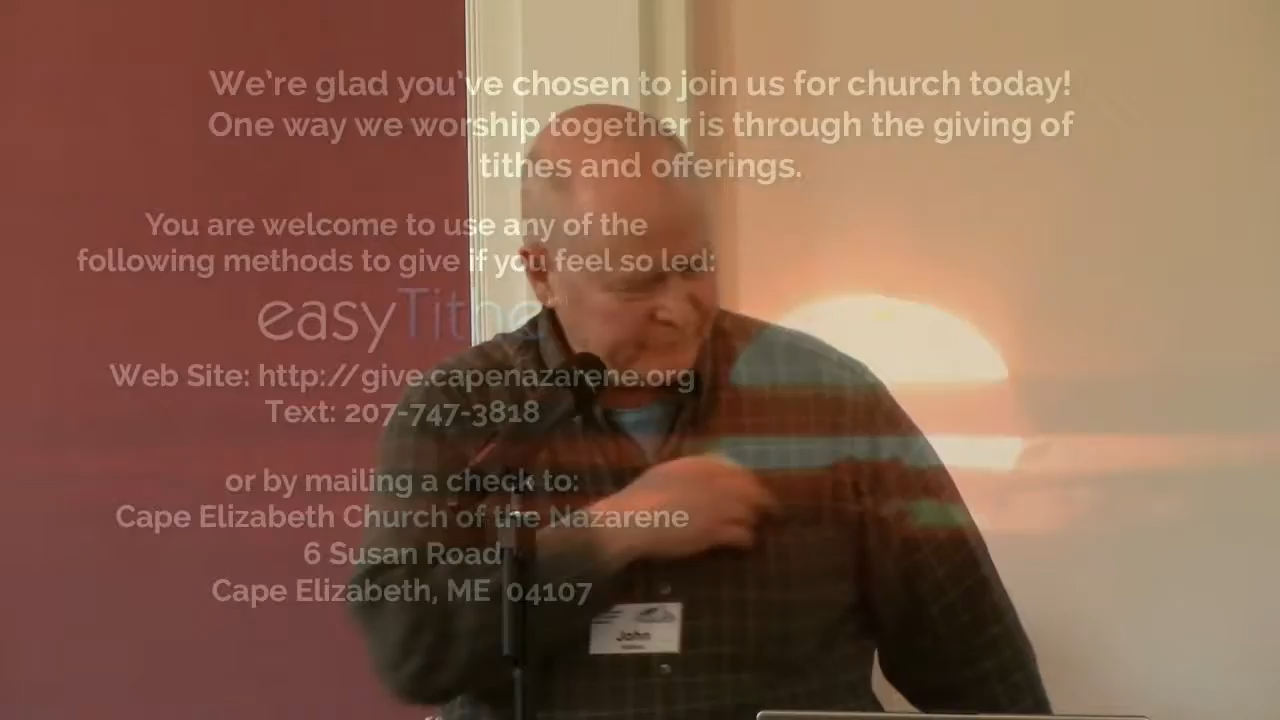 We're glad you've chosen to join us for church today!
One way we worship together is through the giving of
tithes and offerings.
You are welcome to use any of the
following methods to give if you feel so led:
easyTithe
Web Site: http://give.capenazarene.org
Text: 207-747-3818
or by mailing a check to:
Cape Elizabeth Church of the Nazarene
6 Susan Road
Cape Elizabeth, ME 04107
John